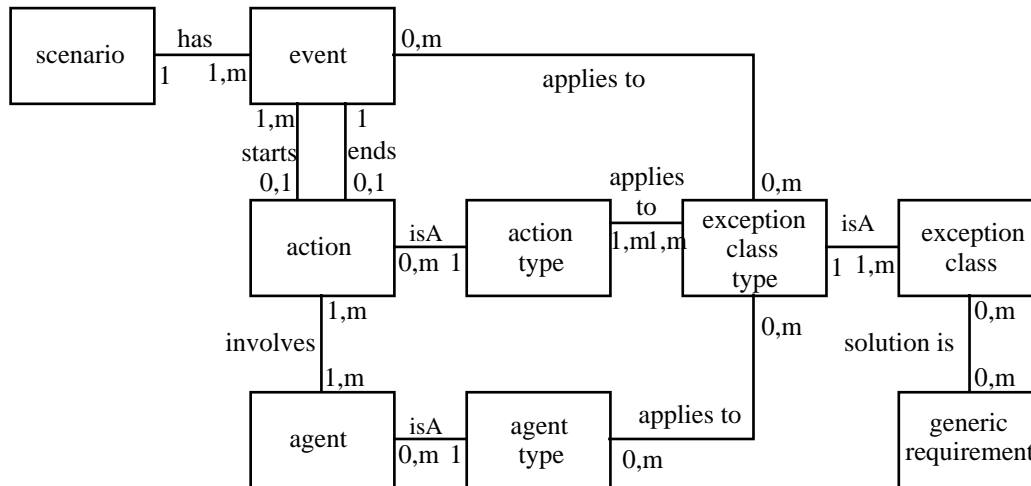 has
0,m
scenario
event
1
1,m
applies to
1,m
1
starts
ends
0,1
0,1
applies
to
0,m
action
isA
action
type
1,m
1,m
exception
class
type
isA
exception
class
0,m
1
1
1,m
1,m
0,m
0,m
involves
solution is
1,m
0,m
agent
isA
agent
type
applies to
generic
requirement
0,m
1
0,m